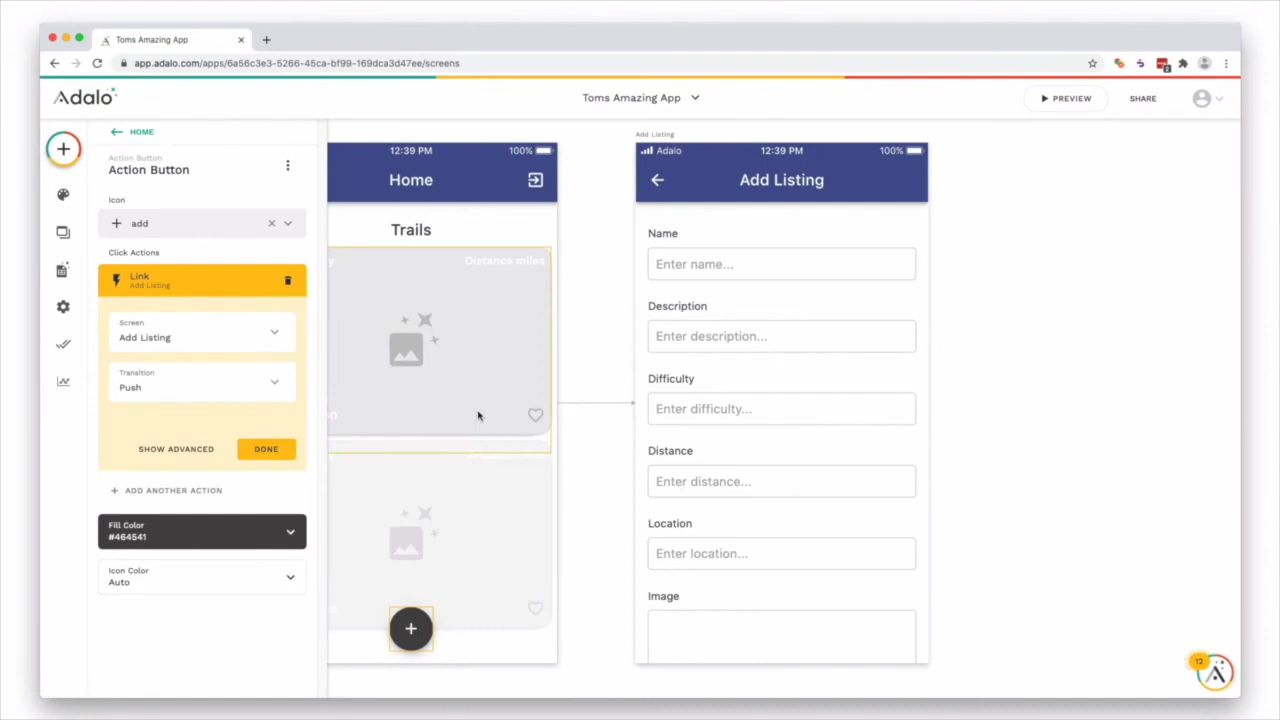 Toms Amazing App
app.adalo.com/apps/6a56c3e3-5266-45ca-bf99-169dca3d47ee/screens
2
Adalo
Toms Amazing App
PREVIEW
SHARE
HOME
Action Button
Action Button
Icon
add
Click Actions
Link
Add Listing
Screen
Add Listing
Transition
Push
SHOW ADVANCED
DONE
ADD ANOTHER ACTION
Fill Color
#464541
Icon Color
Auto
12:39 PM
100%
Home
Trails
Distance miles
Add Listing
Adalo
12:39 PM
100%
Add Listing
Name
Enter name...
Description
Enter description...
Difficulty
Enter difficulty...
Distance
Enter distance...
Location
Enter location...
Image
12